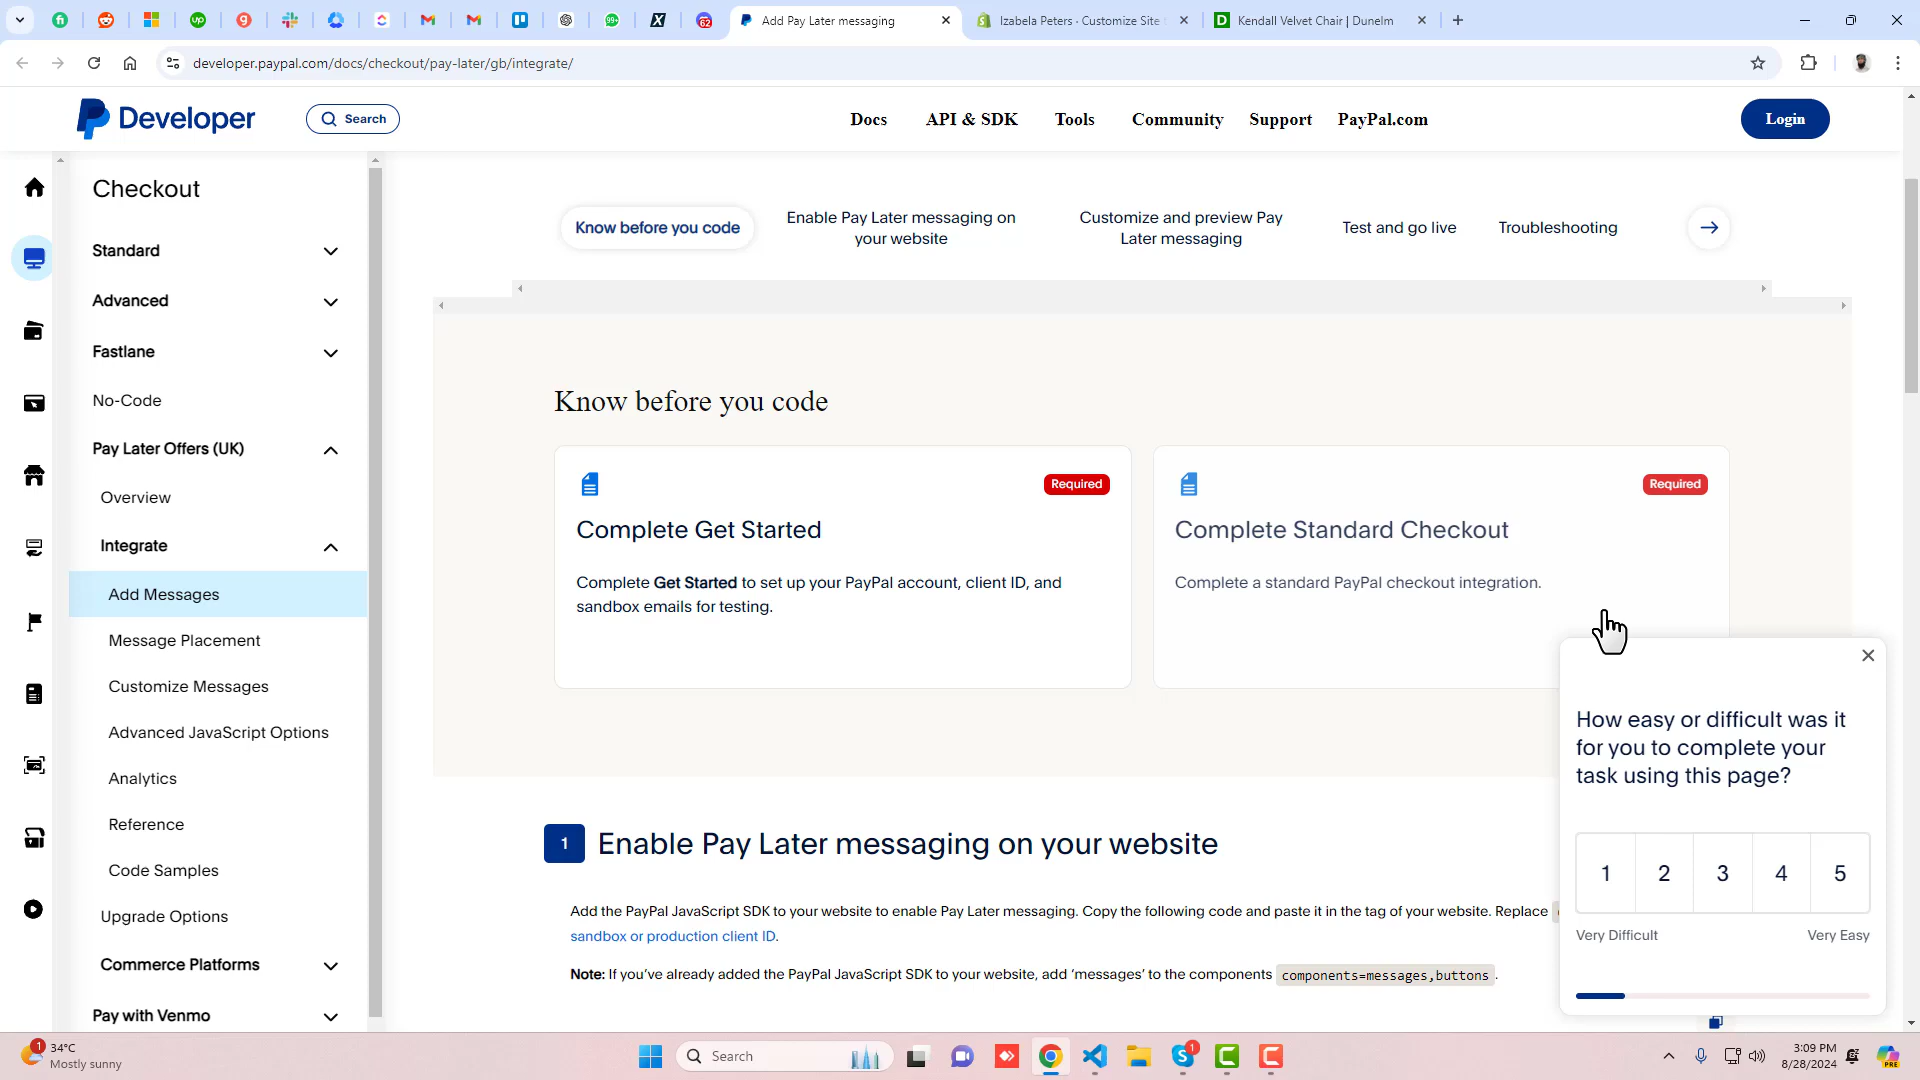 Add Pay Later messaging
Izabela Peters · Customize Site
Kendall Velvet Chair | Dunelm
developer.paypal.com/docs/checkout/pay-later/gb/integrate/
Developer
Search
Docs
API & SDK
Tools
Community
Support
PayPal.com
Login
Checkout
Standard
Advanced
Fastlane
No-Code
Pay Later Offers (UK)
Overview
Integrate
Add Messages
Message Placement
Customize Messages
Advanced JavaScript Options
Analytics
Reference
Code Samples
Upgrade Options
Commerce Platforms
Pay with Venmo
Know before you code
Enable Pay Later messaging on
your website
Customize and preview Pay
Later messaging
Test and go live
Troubleshooting
Know before you code
Required
Complete Get Started
Complete Get Started to set up your PayPal account, client ID, and
sandbox emails for testing.
Required
Complete Standard Checkout
Complete a standard PayPal checkout integration.
1 Enable Pay Later messaging on your website
Add the PayPal JavaScript SDK to your website to enable Pay Later messaging. Copy the following code and paste it in the tag of your website. Replace
sandbox or production client ID.
Note: If you've already added the PayPal JavaScript SDK to your website, add 'messages' to the components components=messages,buttons .
How easy or difficult was it
for you to complete your
task using this page?
1 2 3 4 5
Very Difficult Very Easy
1
34°C
Mostly sunny
Search
1
3:09 PM
8/28/2024
PRE
99+
62